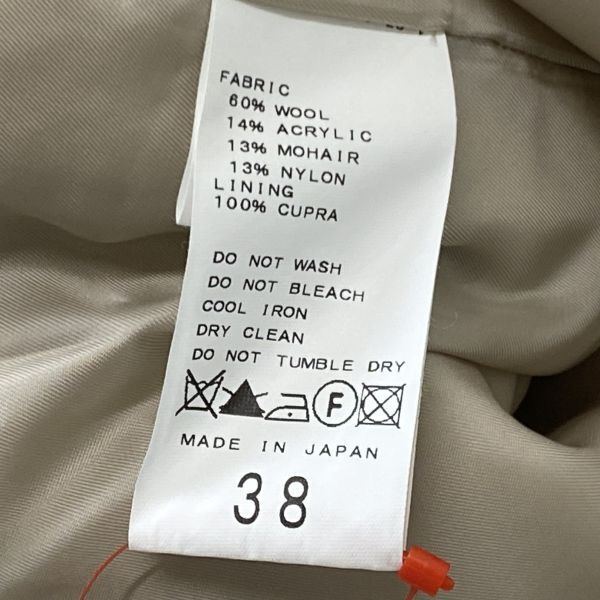 FABRIC
60% WOOL
14% ACRYLIC
13% MOHAIR
13% NYLON
LINING
100% CUPRA
DO NOT WASH
DO NOT BLEACH
COOL IRON
DRY CLEAN
DO NOT TUMBLE DRY
F
MADE IN JAPAN
38